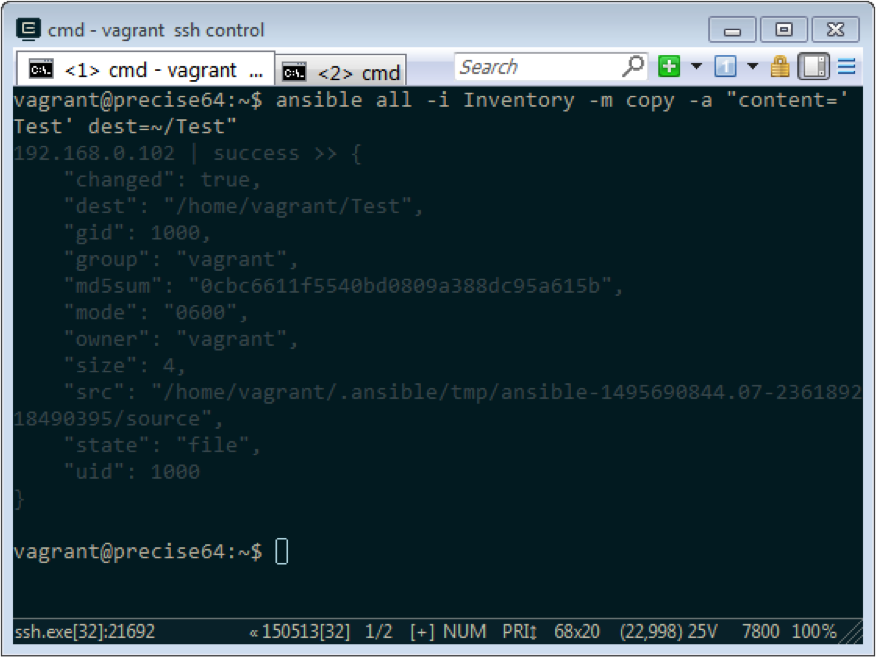 cmd - vagrant ssh control
<1> cmd - vagrant ...
<2> cmd
Search
1
vagrant@precise64:~$ ansible all -i Inventory -m copy -a "content='
Test' dest=~/Test"
192.168.0.102 | success >> {
    "changed": true,
    "dest": "/home/vagrant/Test",
    "gid": 1000,
    "group": "vagrant",
    "md5sum": "0cbc6611f5540bd0809a388dc95a615b",
    "mode": "0600",
    "owner": "vagrant",
    "size": 4,
    "src": "/home/vagrant/.ansible/tmp/ansible-1495690844.07-2361892
18490395/source",
    "state": "file",
    "uid": 1000
}
vagrant@precise64:~$
ssh.exe[32]:21692 « 150513[32] 1/2 [+] NUM PRI↕ 68x20 (22,998) 25V 7800 100%